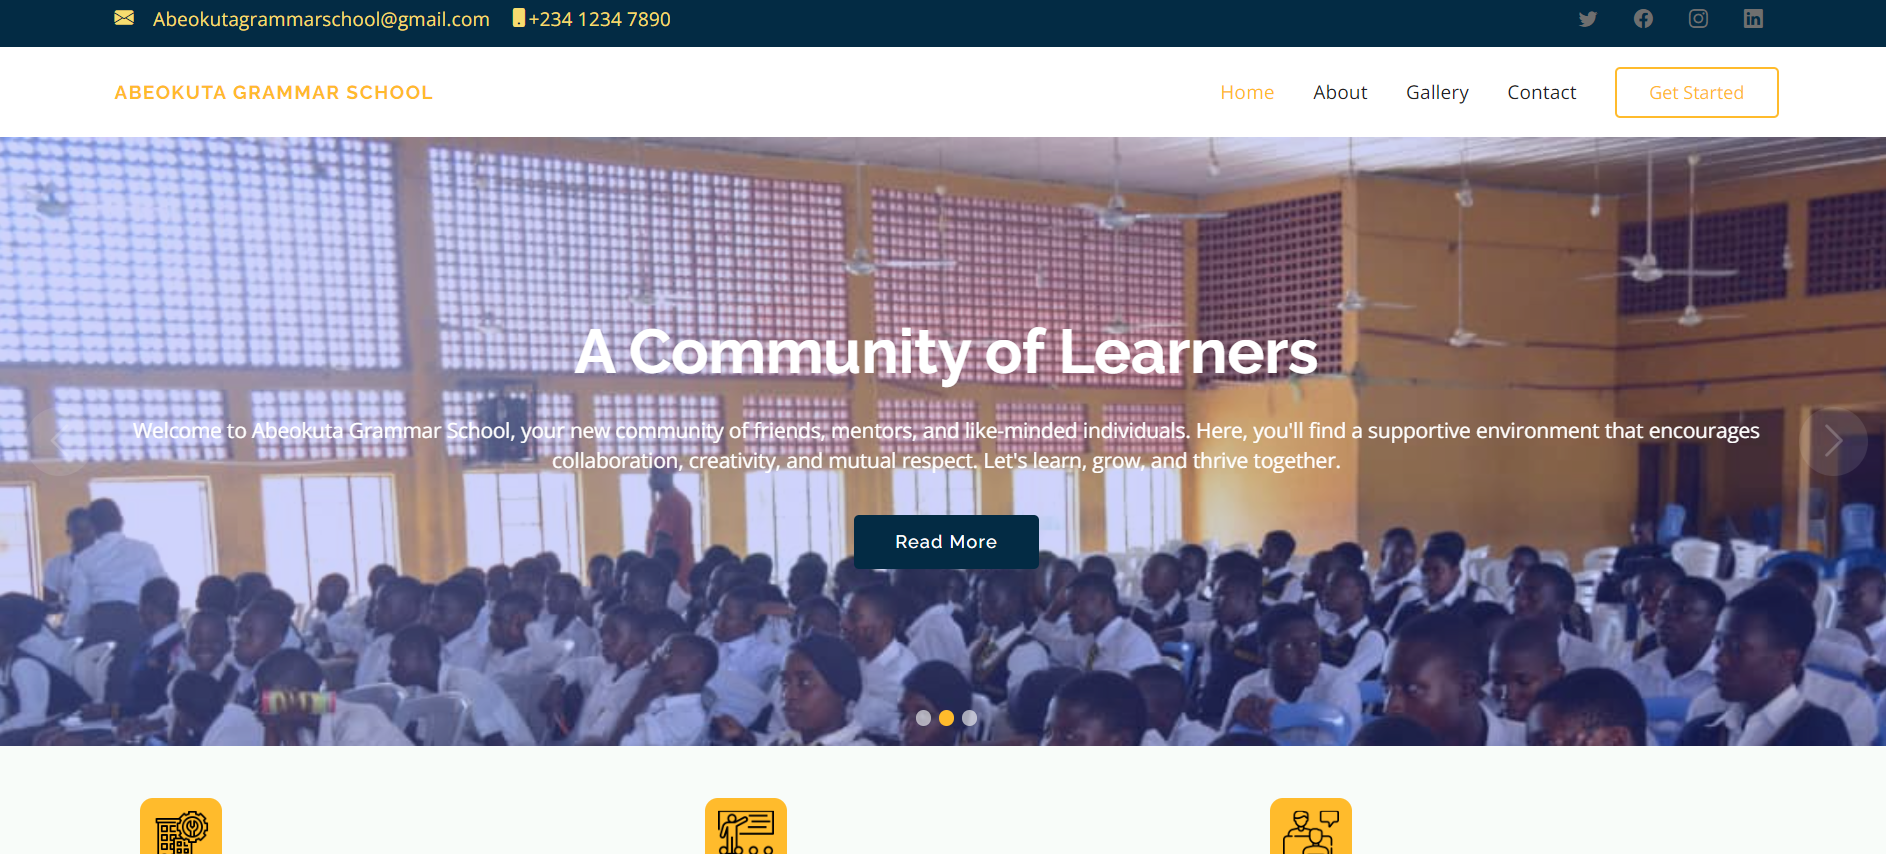 Abeokutagrammarschool@gmail.com +234 1234 7890
ABEOKUTA GRAMMAR SCHOOL
Home About Gallery Contact Get Started
A Community of Learners
Welcome to Abeokuta Grammar School, your new community of friends, mentors, and like-minded individuals. Here, you'll find a supportive environment that encourages
collaboration, creativity, and mutual respect. Let's learn, grow, and thrive together.
Read More